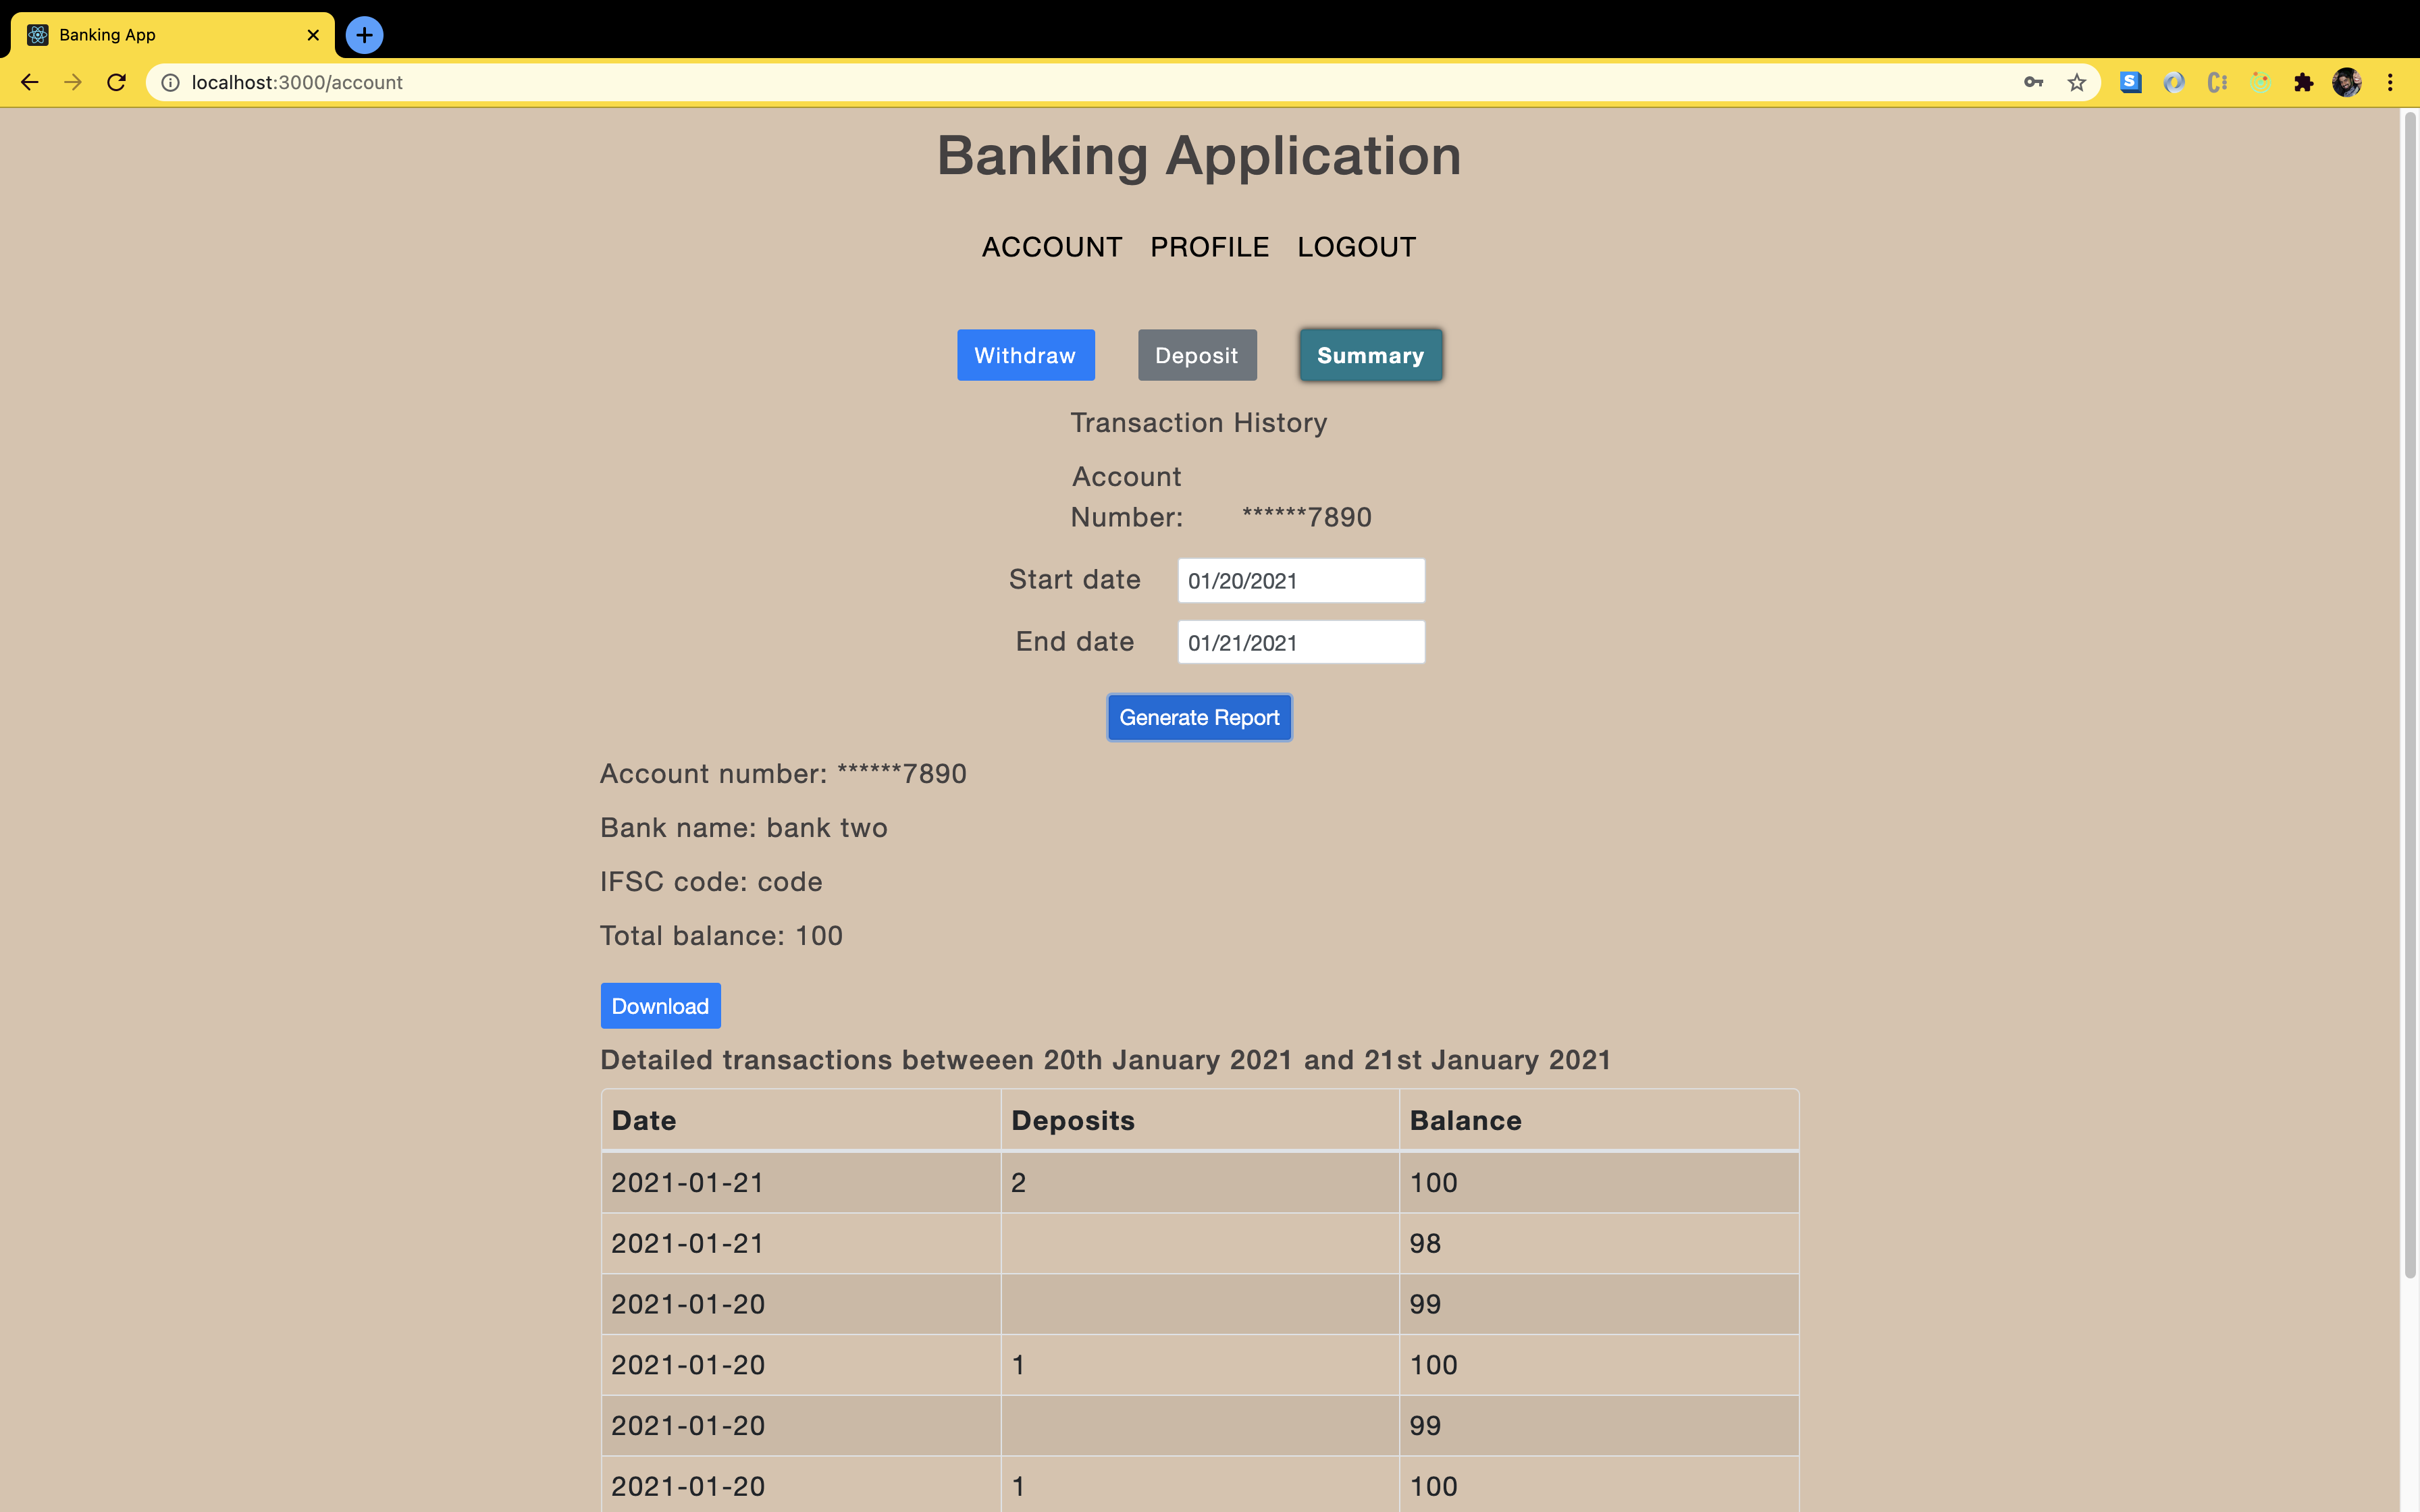 Banking App
localhost:3000/account
S
Banking Application
ACCOUNT PROFILE LOGOUT
Withdraw Deposit Summary
Transaction History
Account
Number: ******7890
Start date 01/20/2021
End date 01/21/2021
Generate Report
Account number: ******7890
Bank name: bank two
IFSC code: code
Total balance: 100
Download
Detailed transactions betweeen 20th January 2021 and 21st January 2021
Date Deposits Balance
2021-01-21 2 100
2021-01-21 98
2021-01-20 99
2021-01-20 1 100
2021-01-20 99
2021-01-20 1 100